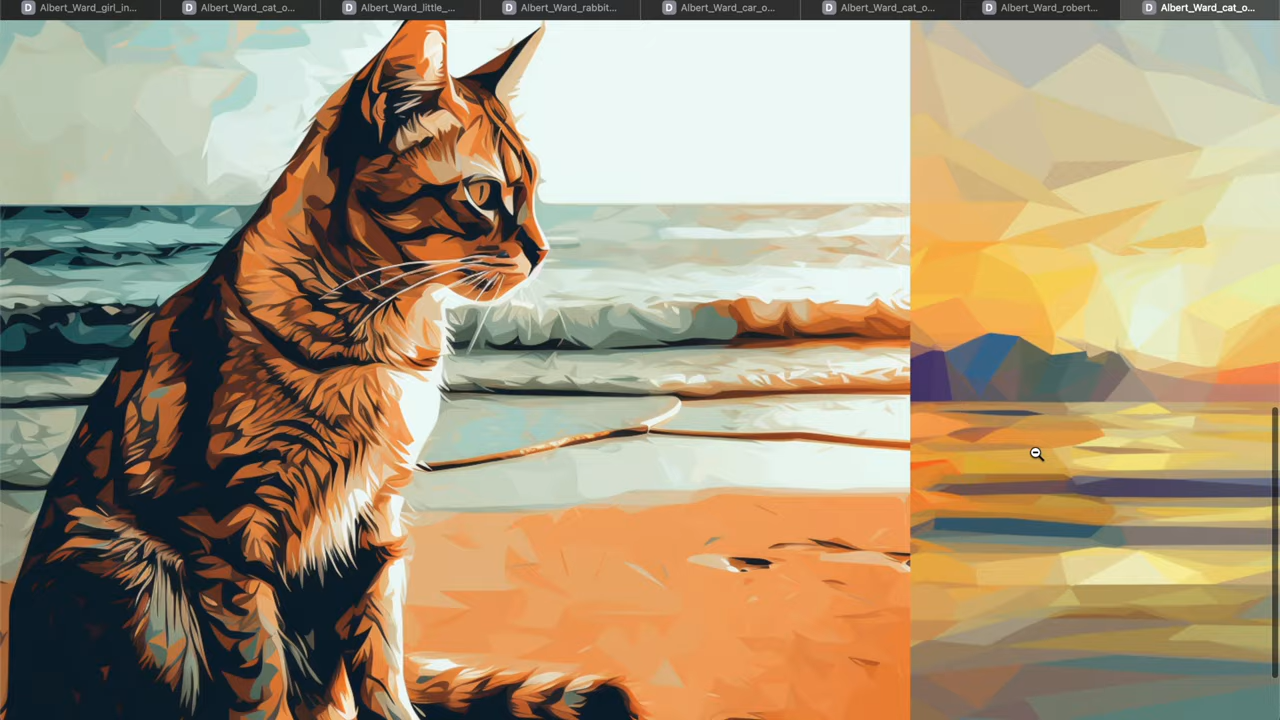 D Albert_Ward_girl_in...
D Albert_Ward_cat_o...
D Albert_Ward_little_...
D Albert_Ward_rabbit...
D Albert_Ward_car_o...
D Albert_Ward_cat_o...
D Albert_Ward_robert...
D Albert_Ward_cat_o...